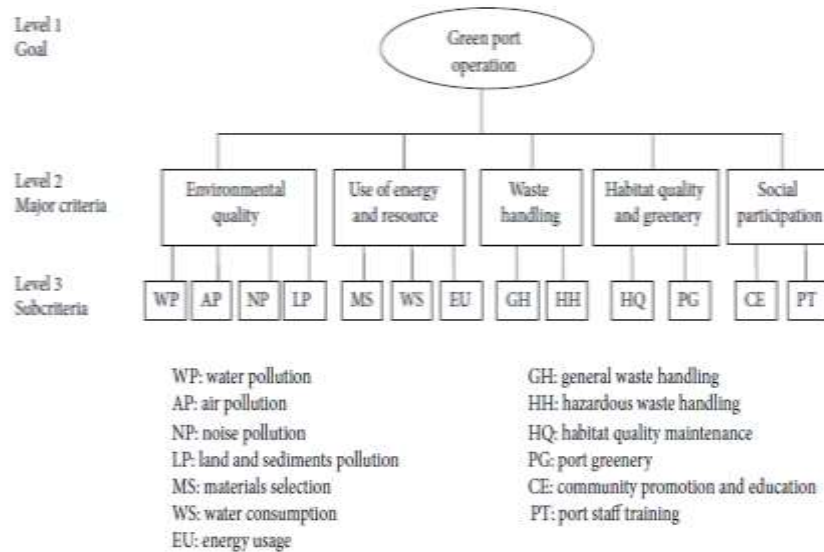 Level 1
Goal
Green port
operation
Level 2
Major criteria
Environmental
quality
Use of energy
and resource
Waste
handling
Habitat quality
and greenery
Social
participation
Level 3
Subcriteria
WP AP NP LP MS WS EU GH HH HQ PG CE PT
WP: water pollution
AP: air pollution
NP: noise pollution
LP: land and sediments pollution
MS: materials selection
WS: water consumption
EU: energy usage
GH: general waste handling
HH: hazardous waste handling
HQ: habitat quality maintenance
PG: port greenery
CE: community promotion and education
PT: port staff training